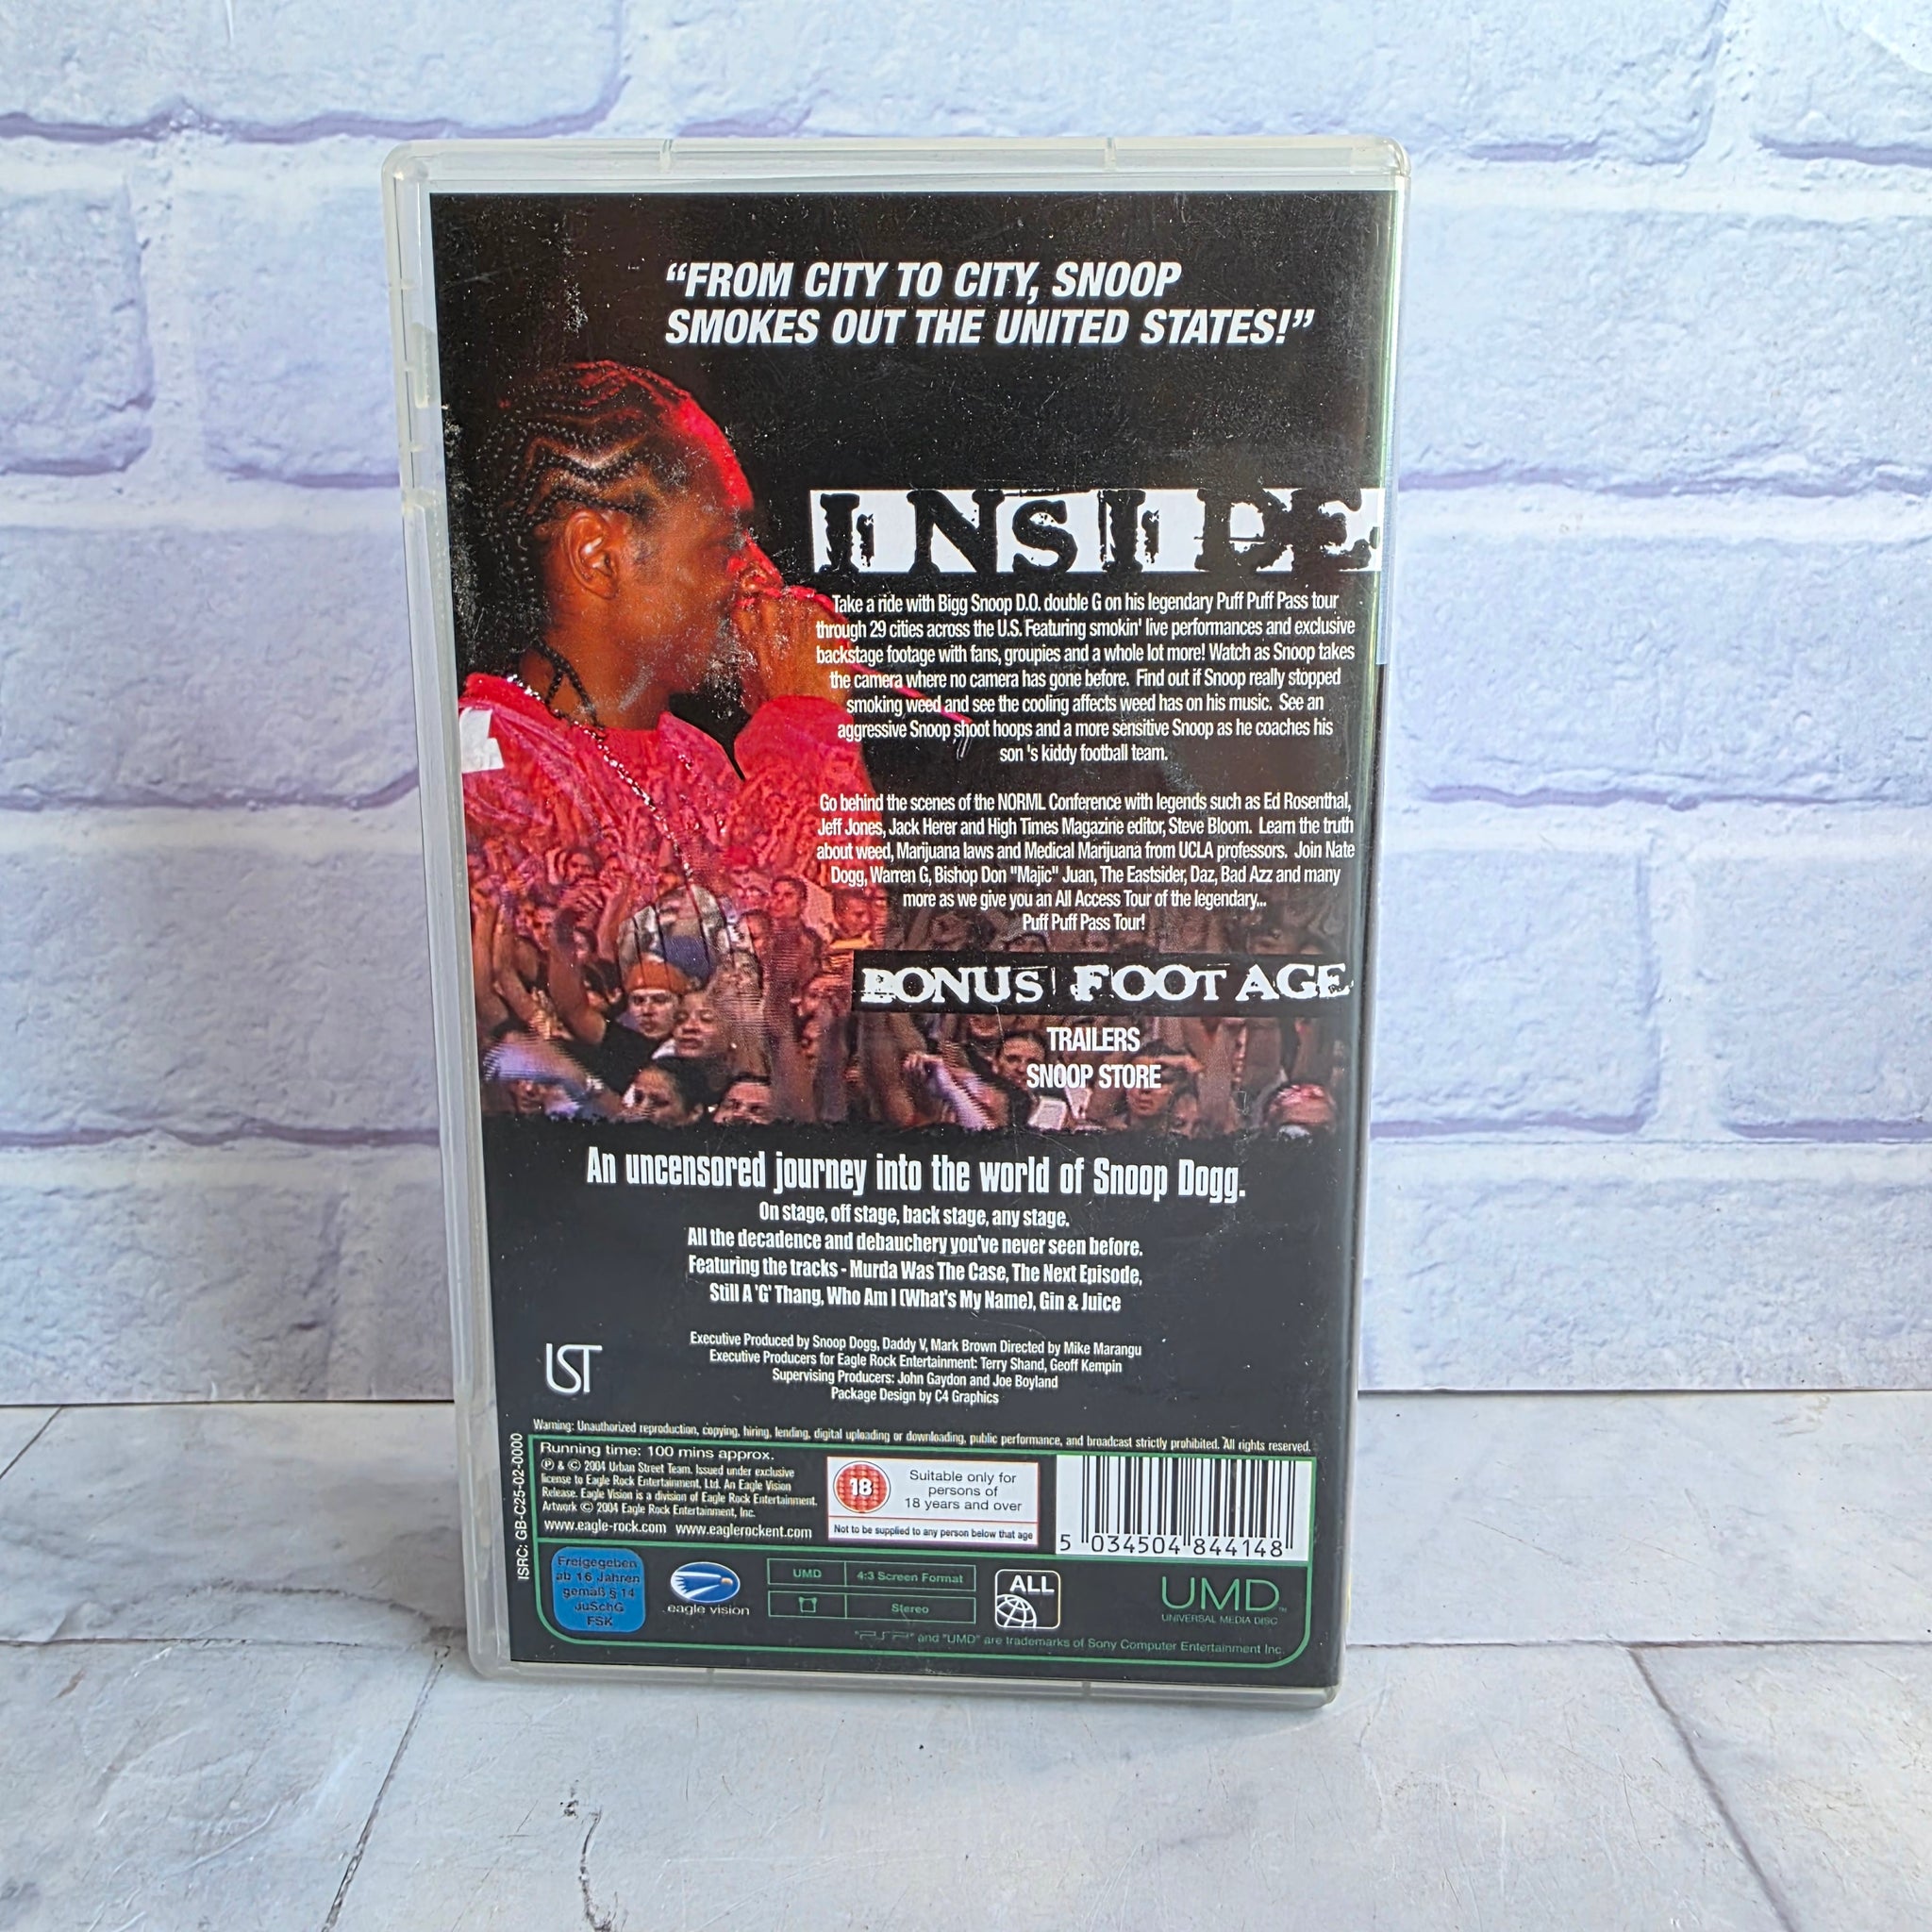 “FROM CITY TO CITY, SNOOP
SMOKES OUT THE UNITED STATES!”
INSIDE
Take a ride with Bigg Snoop D.O. double G on his legendary Puff Puff Pass tour
through 29 cities across the U.S. Featuring smokin' live performances and exclusive
backstage footage with fans, groupies and a whole lot more! Watch as Snoop takes
the camera where no camera has gone before. Find out if Snoop really stopped
smoking weed and see the cooling affects weed has on his music. See an
aggressive Snoop shoot hoops and a more sensitive Snoop as he coaches his
son 's kiddy football team.
Go behind the scenes of the NORML Conference with legends such as Ed Rosenthal,
Jeff Jones, Jack Herer and High Times Magazine editor, Steve Bloom. Learn the truth
about weed, Marijuana laws and Medical Marijuana from UCLA professors. Join Nate
Dogg, Warren G, Bishop Don "Majic" Juan, The Eastsider, Daz, Bad Azz and many
more as we give you an All Access Tour of the legendary...
Puff Puff Pass Tour!
BONUS FOOTAGE
TRAILERS
SNOOP STORE
An uncensored journey into the world of Snoop Dogg.
On stage, off stage, back stage, any stage.
All the decadence and debauchery you've never seen before.
Featuring the tracks - Murda Was The Case, The Next Episode,
Still A 'G' Thang, Who Am I (What's My Name), Gin & Juice
Executive Produced by Snoop Dogg, Daddy V, Mark Brown Directed by Mike Marangu
Executive Producers for Eagle Rock Entertainment: Terry Shand, Geoff Kempin
Supervising Producers: John Gaydon and Joe Boyland
Package Design by C4 Graphics
UST
Warning: Unauthorized reproduction, copying, hiring, lending, digital uploading or downloading, public performance, and broadcast strictly prohibited. All rights reserved.
ISRC: GB-C25-02-0000
Running time: 100 mins approx.
℗ & © 2004 Urban Street Team. Issued under exclusive
license to Eagle Rock Entertainment, Ltd. An Eagle Vision
Release. Eagle Vision is a division of Eagle Rock Entertainment.
Artwork © 2004 Eagle Rock Entertainment, Inc.
www.eagle-rock.com www.eaglerockent.com
18
Suitable only for
persons of
18 years and over
Not to be supplied to any person below that age
5 034504 844148
Freigegeben
ab 16 Jahren
gemäß § 14
JuSchG
FSK
eagle vision
UMD 4:3 Screen Format
Stereo
ALL
UMD™
UNIVERSAL MEDIA DISC
"PSP" and "UMD" are trademarks of Sony Computer Entertainment Inc.